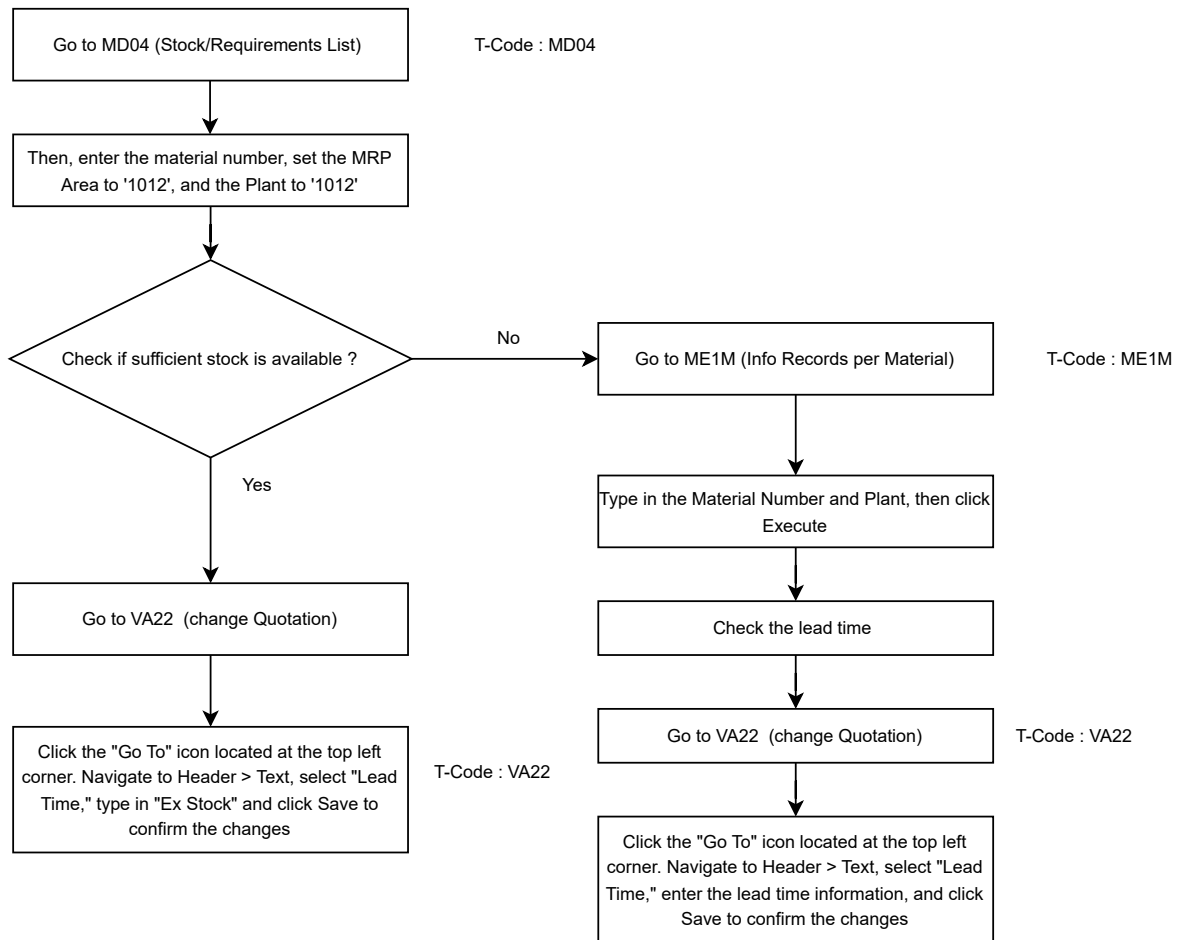 Go to MD04 (Stock/Requirements List)
T-Code : MD04
Then, enter the material number, set the MRP
Area to '1012', and the Plant to '1012'
Check if sufficient stock is available ?
No
Go to ME1M (Info Records per Material)
T-Code : ME1M
Yes
Type in the Material Number and Plant, then click
Execute
Go to VA22  (change Quotation)
Check the lead time
Go to VA22  (change Quotation)
T-Code : VA22
Click the "Go To" icon located at the top left
corner. Navigate to Header > Text, select "Lead
Time," type in "Ex Stock" and click Save to
confirm the changes
T-Code : VA22
Click the "Go To" icon located at the top left
corner. Navigate to Header > Text, select "Lead
Time," enter the lead time information, and click
Save to confirm the changes